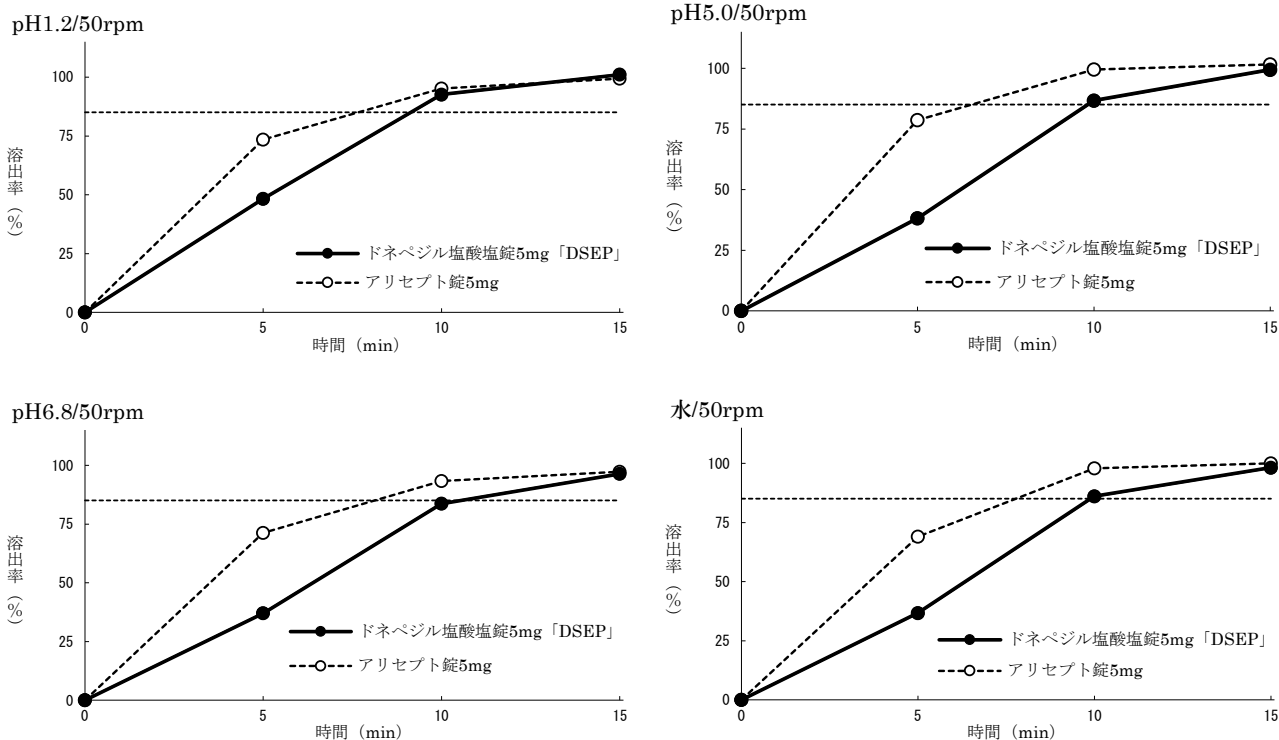 pH1.2/50rpm
100
75
50
25
0
溶出率(%)
0 5 10 15
時間(min)
ドネペジル塩酸塩錠5mg「DSEP」
アリセプト錠5mg
pH5.0/50rpm
100
75
50
25
0
溶出率(%)
0 5 10 15
時間(min)
ドネペジル塩酸塩錠5mg「DSEP」
アリセプト錠5mg
pH6.8/50rpm
100
75
50
25
0
溶出率(%)
0 5 10 15
時間(min)
ドネペジル塩酸塩錠5mg「DSEP」
アリセプト錠5mg
水/50rpm
100
75
50
25
0
溶出率(%)
0 5 10 15
時間(min)
ドネペジル塩酸塩錠5mg「DSEP」
アリセプト錠5mg